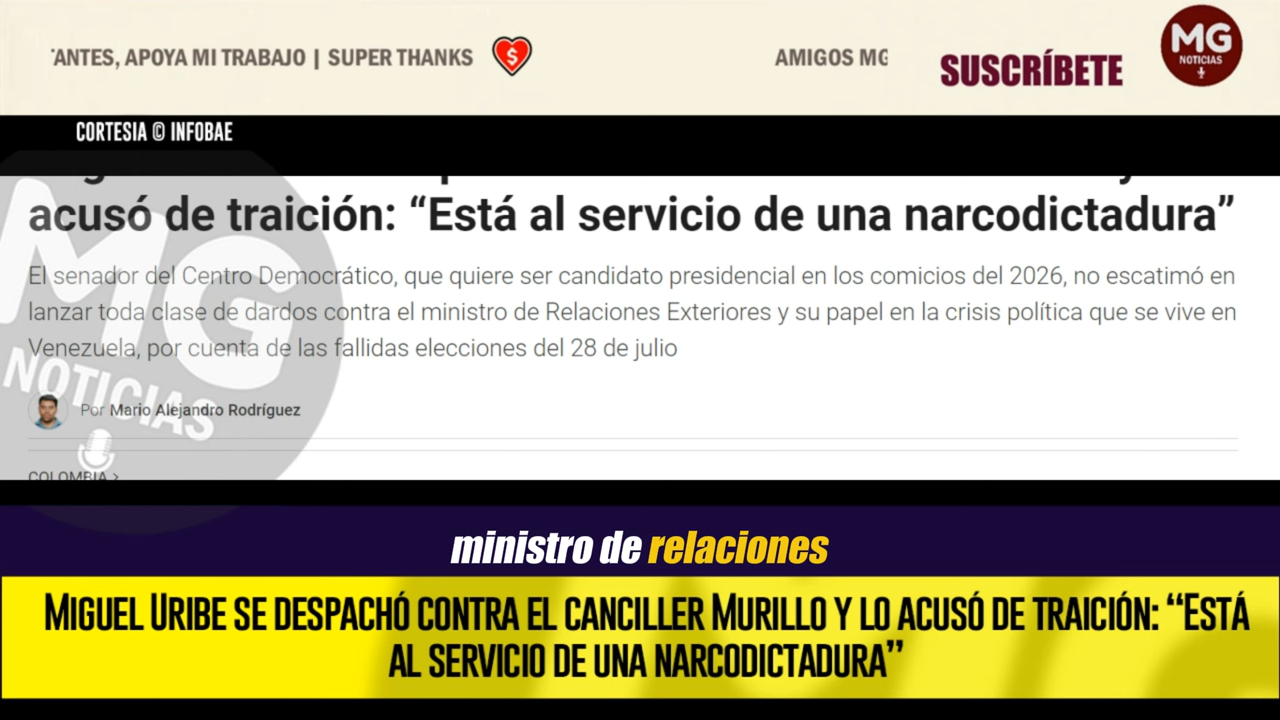 ANTES, APOYA MI TRABAJO | SUPER THANKS
AMIGOS MG
SUSCRÍBETE
MG
NOTICIAS
CORTESIA © INFOBAE
acusó de traición: “Está al servicio de una narcodictadura”
El senador del Centro Democrático, que quiere ser candidato presidencial en los comicios del 2026, no escatimó en
lanzar toda clase de dardos contra el ministro de Relaciones Exteriores y su papel en la crisis política que se vive en
Venezuela, por cuenta de las fallidas elecciones del 28 de julio
MG
NOTICIAS
Por Mario Alejandro Rodríguez
COLOMBIA >
ministro de relaciones
MIGUEL URIBE SE DESPACHÓ CONTRA EL CANCILLER MURILLO Y LO ACUSÓ DE TRAICIÓN: “ESTÁ
AL SERVICIO DE UNA NARCODICTADURA”